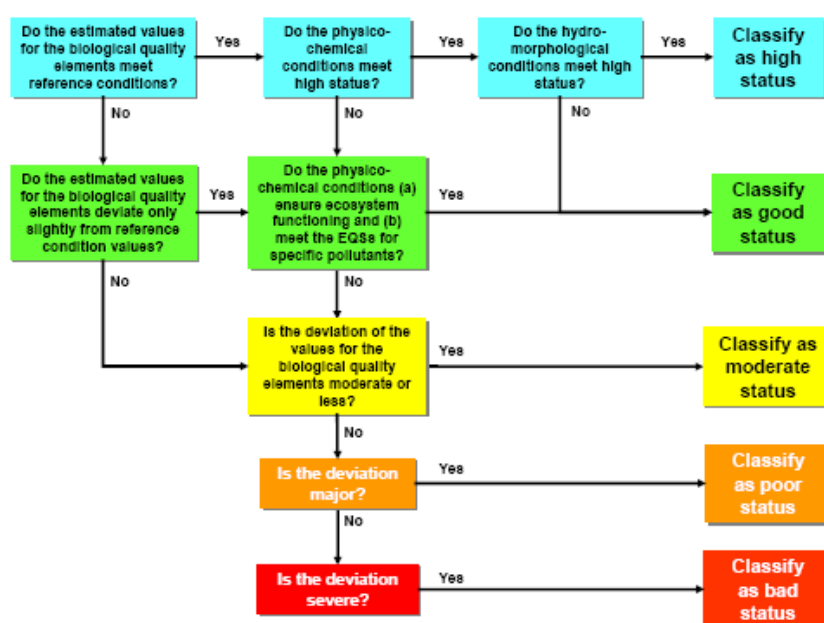 Do the estimated values
for the biological quality
elements meet
reference conditions?
Yes
Do the physico-
chemical conditions
conditions meet
high status?
Yes
Do the hydro-
morphological
conditions meet high
status?
Yes
Classify
as high
status
No
No
No
Do the estimated values
for the biological quality
elements deviate only
slightly from reference
condition values?
Yes
Do the physico-
chemical conditions (a)
ensure ecosystem
functioning and (b)
meet the EQSs for
specific pollutants?
Yes
Classify
as good
status
No
No
Is the deviation of the
values for the
biological quality
elements moderate or
less?
Yes
Classify as
moderate
status
No
Is the deviation
major?
Yes
Classify
as poor
status
No
Is the deviation
severe?
Yes
Classify
as bad
status